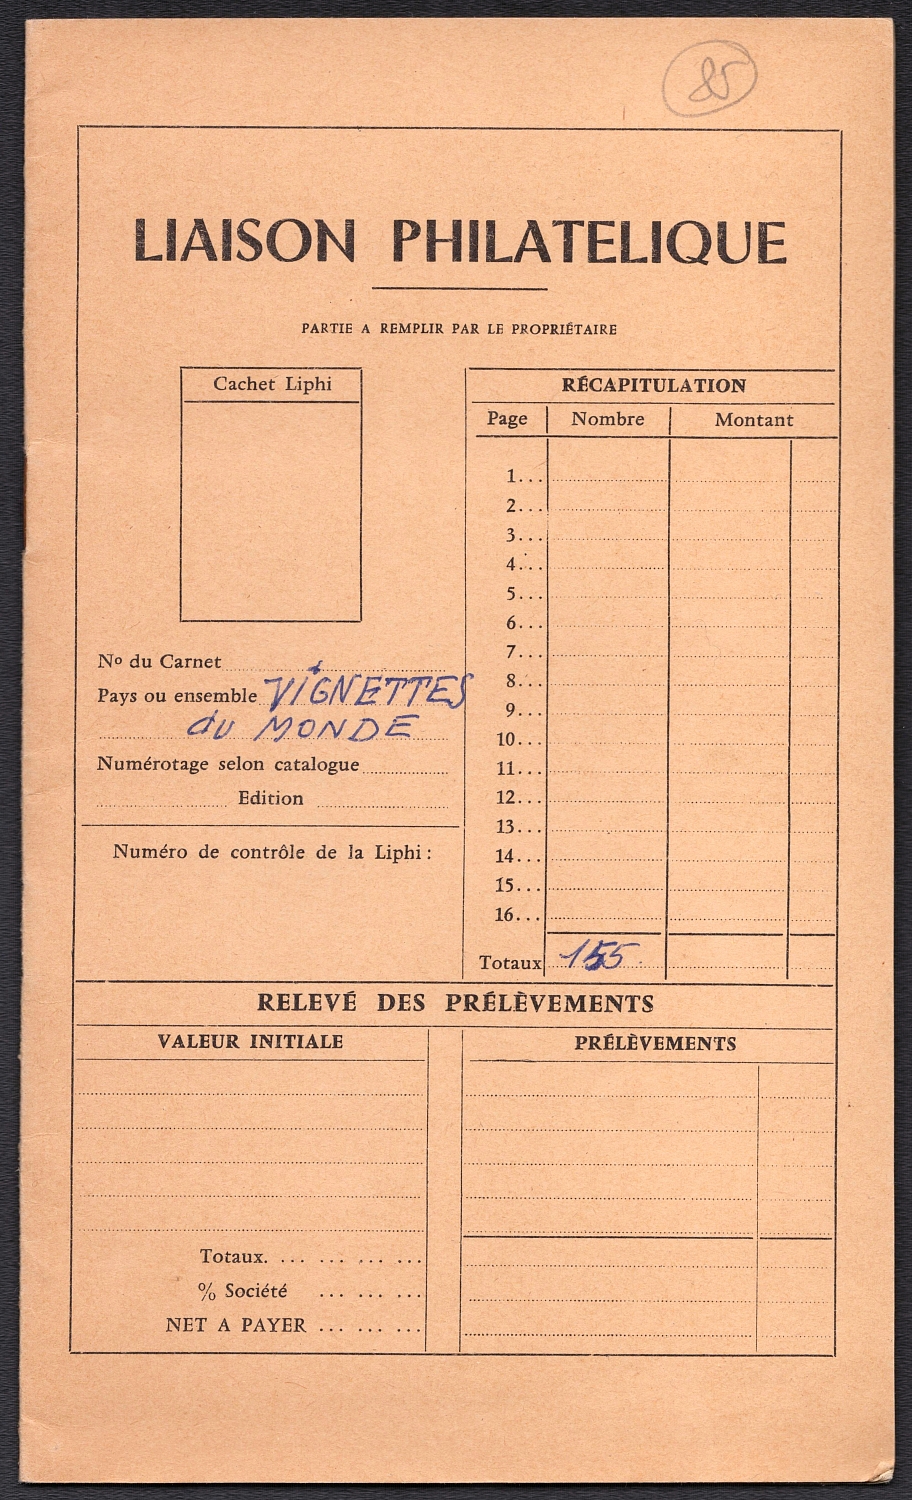 85
LIAISON PHILATELIQUE
PARTIE A REMPLIR PAR LE PROPRIÉTAIRE
Cachet Liphi
Nº du Carnet
Pays ou ensemble VIGNETTES
du MONDE
Numérotage selon catalogue
Edition
Numéro de contrôle de la Liphi :
RÉCAPITULATION
Page Nombre Montant
1...
2...
3...
4...
5...
6...
7...
8...
9...
10...
11...
12...
13...
14...
15...
16...
Totaux 155
RELEVÉ DES PRÉLÈVEMENTS
VALEUR INITIALE
Totaux. ... ... ... ...
% Société ... ... ...
NET A PAYER ... ... ...
PRÉLÈVEMENTS